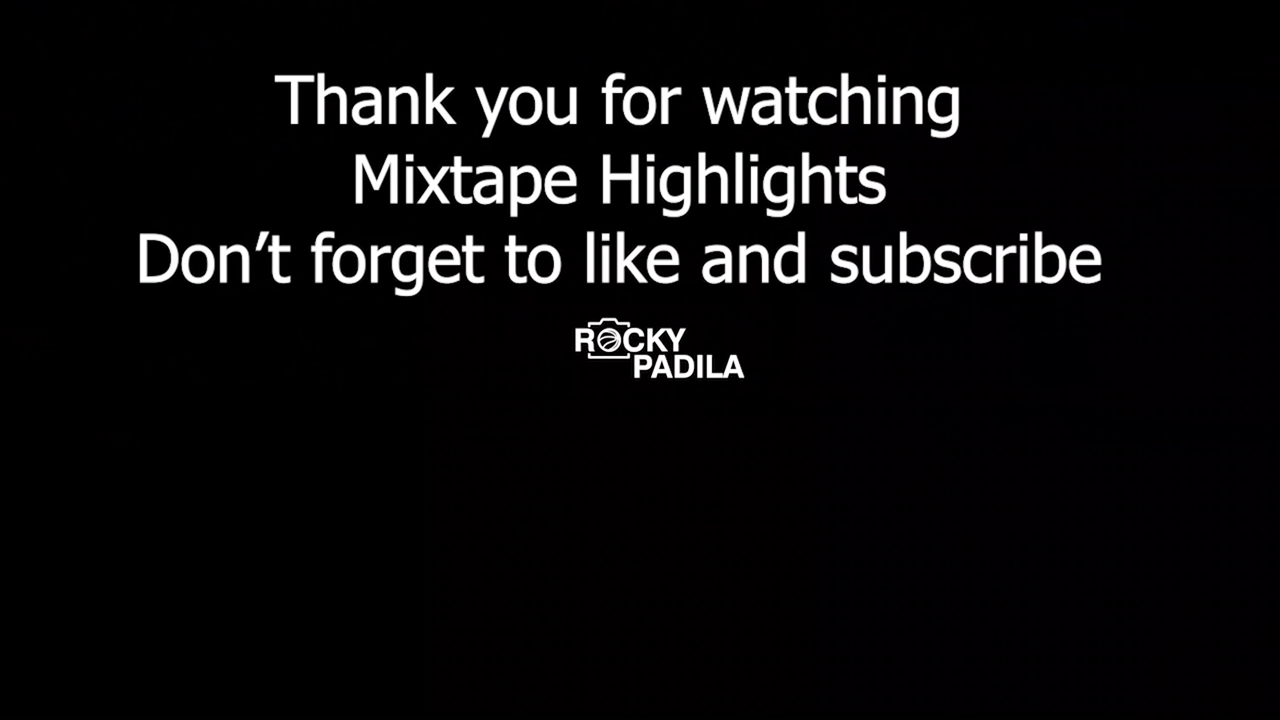 Thank you for watching
Mixtape Highlights
Don’t forget to like and subscribe
ROCKY
PADILA